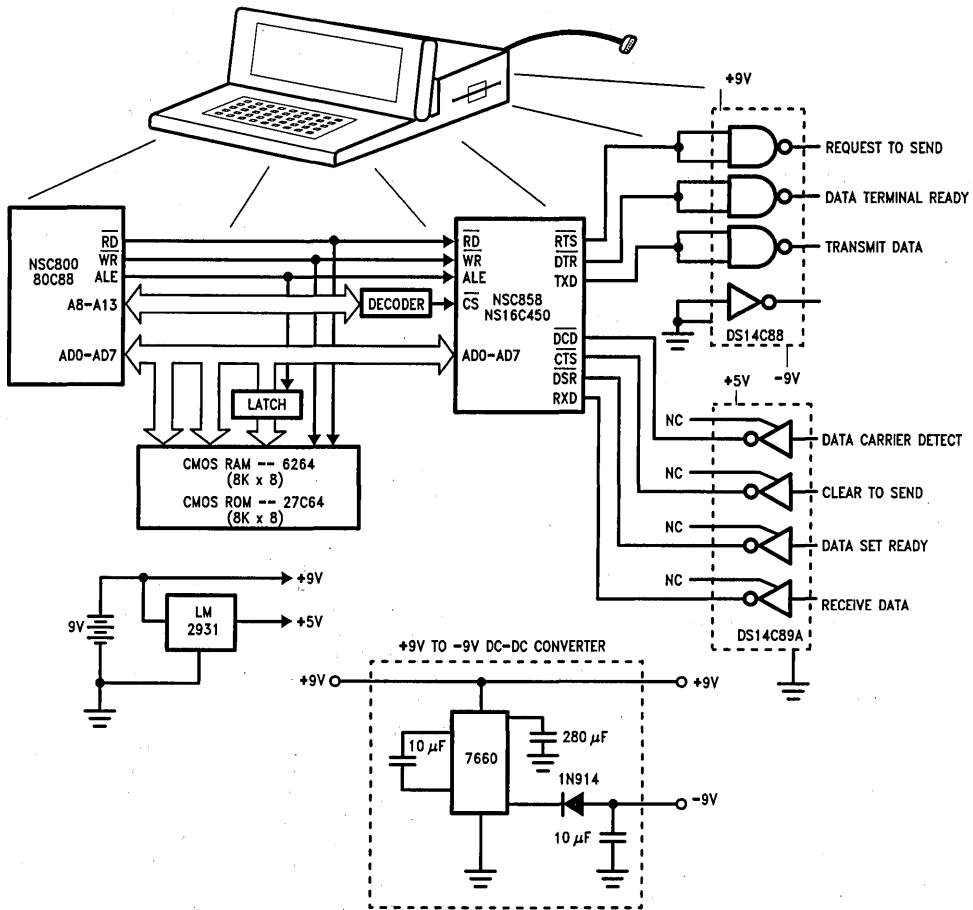 +9V
REQUEST TO SEND
DATA TERMINAL READY
TRANSMIT DATA
DS14C88
-9V
NSC800
80C88
RD
WR
ALE
A8-A13
AD0-AD7
DECODER
LATCH
RD
WR
ALE
CS
AD0-AD7
NSC858
NS16C450
RTS
DTR
TXD
DCD
CTS
DSR
RXD
CMOS RAM -- 6264
(8K x 8)
CMOS ROM -- 27C64
(8K x 8)
+5V
NC
DATA CARRIER DETECT
NC
CLEAR TO SEND
NC
DATA SET READY
NC
RECEIVE DATA
DS14C89A
9V
LM
2931
+9V
+5V
+9V TO -9V DC-DC CONVERTER
+9V
+9V
10 μF
7660
280 μF
1N914
-9V
10 μF